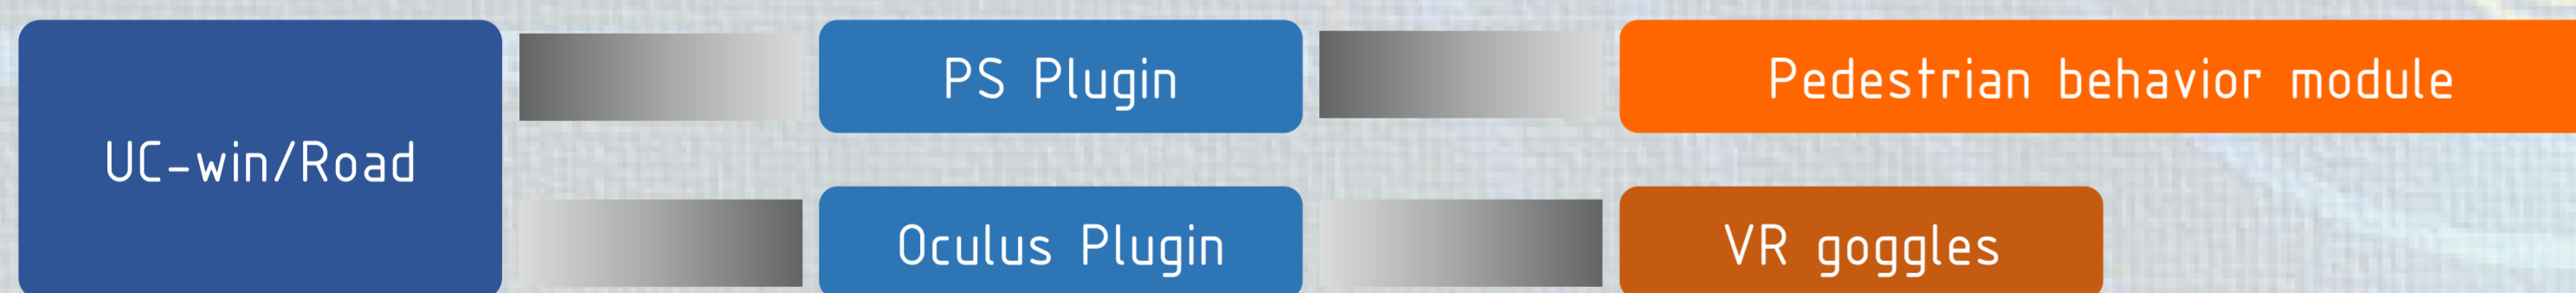 PS Plugin
Pedestrian behavior module
UC-win/Road
Oculus Plugin
VR goggles